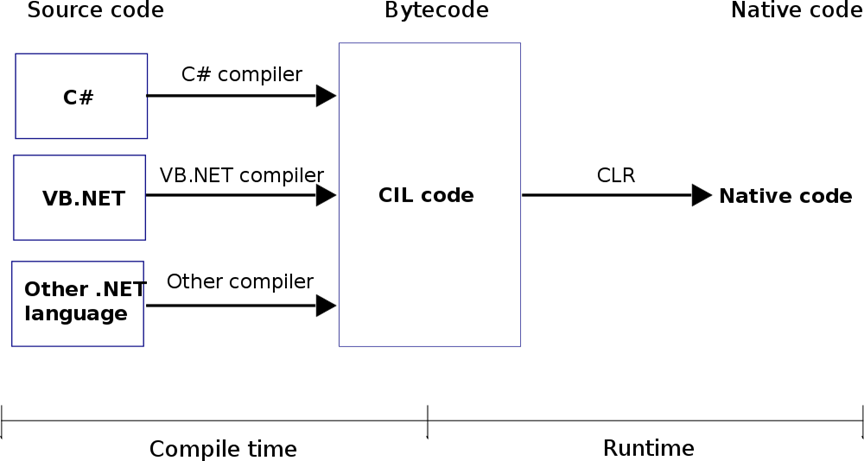 Source code
Bytecode
Native code
C#
C# compiler
VB.NET
VB.NET compiler
CIL code
CLR
Native code
Other .NET
language
Other compiler
Compile time
Runtime